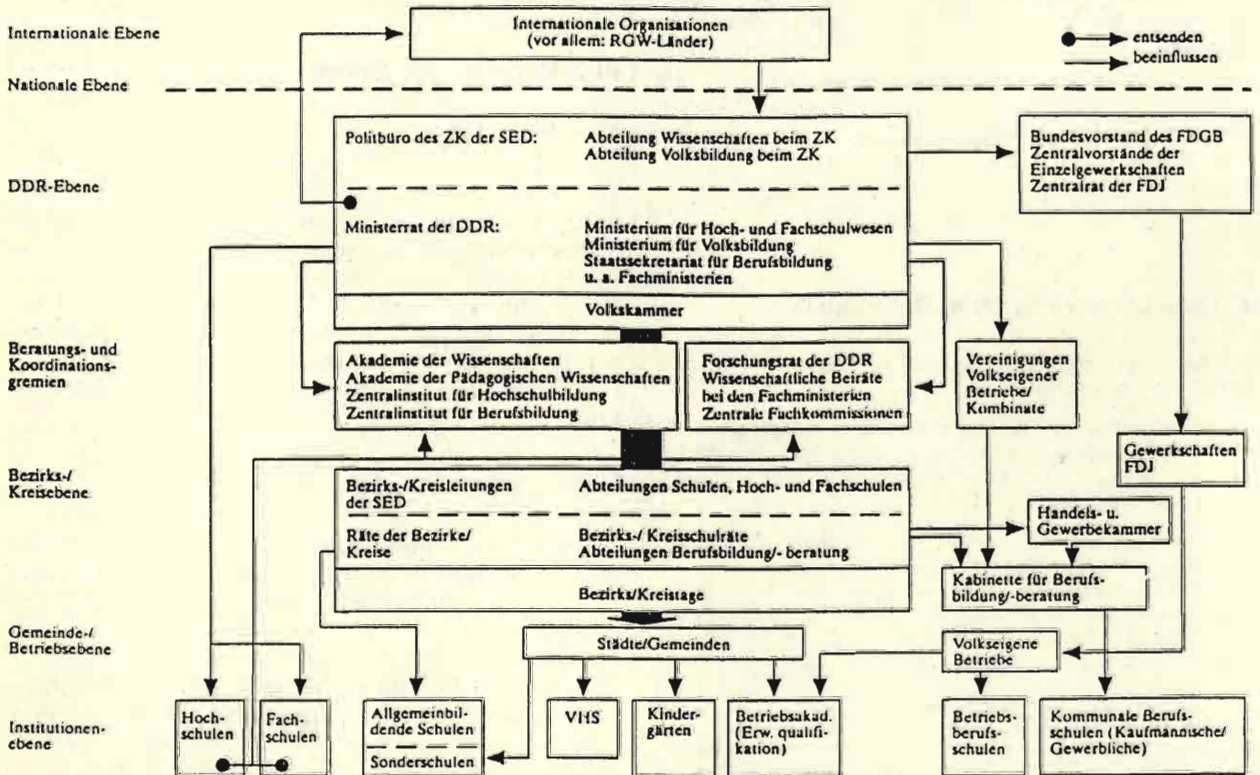 Internationale Ebene
Internationale Organisationen
(vor allem: RGW-Länder)
entsenden
beeinflussen
Nationale Ebene
DDR-Ebene
Politbüro des ZK der SED:
Abteilung Wissenschaften beim ZK
Abteilung Volksbildung beim ZK
Bundesvorstand des FDGB
Zentralvorstände der
Einzelgewerkschaften
Zentralrat der FDJ
Ministerrat der DDR:
Ministerium für Hoch- und Fachschulwesen
Ministerium für Volksbildung
Staatssekretariat für Berufsbildung
u. a. Fachministerien
Volkskammer
Beratungs- und
Koordinations-
gremien
Akademie der Wissenschaften
Akademie der Pädagogischen Wissenschaften
Zentralinstitut für Hochschulbildung
Zentralinstitut für Berufsbildung
Forschungsrat der DDR
Wissenschaftliche Beiräte
bei den Fachministerien
Zentrale Fachkommissionen
Vereinigungen
Volkseigener
Betriebe/
Kombinate
Gewerkschaften
FDJ
Bezirks-/
Kreisebene
Bezirks-/Kreisleitungen
der SED
Abteilungen Schulen, Hoch- und Fachschulen
Räte der Bezirke/
Kreise
Bezirks-/ Kreisschulräte
Abteilungen Berufsbildung/- beratung
Bezirks/Kreistage
Handels- u.
Gewerbekammer
Kabinette für Berufs-
bildung/-beratung
Gemeinde-/
Betriebsebene
Städte/Gemeinden
Volkseigene
Betriebe
Institutionen-
ebene
Hoch-
schulen
Fach-
schulen
Allgemeinbil-
dende Schulen
Sonderschulen
VHS
Kinder-
gärten
Betriebsakad.
(Erw. qualifi-
kation)
Betriebs-
berufs-
schulen
Kommunale Berufs-
schulen (Kaufmännische/
Gewerbliche)